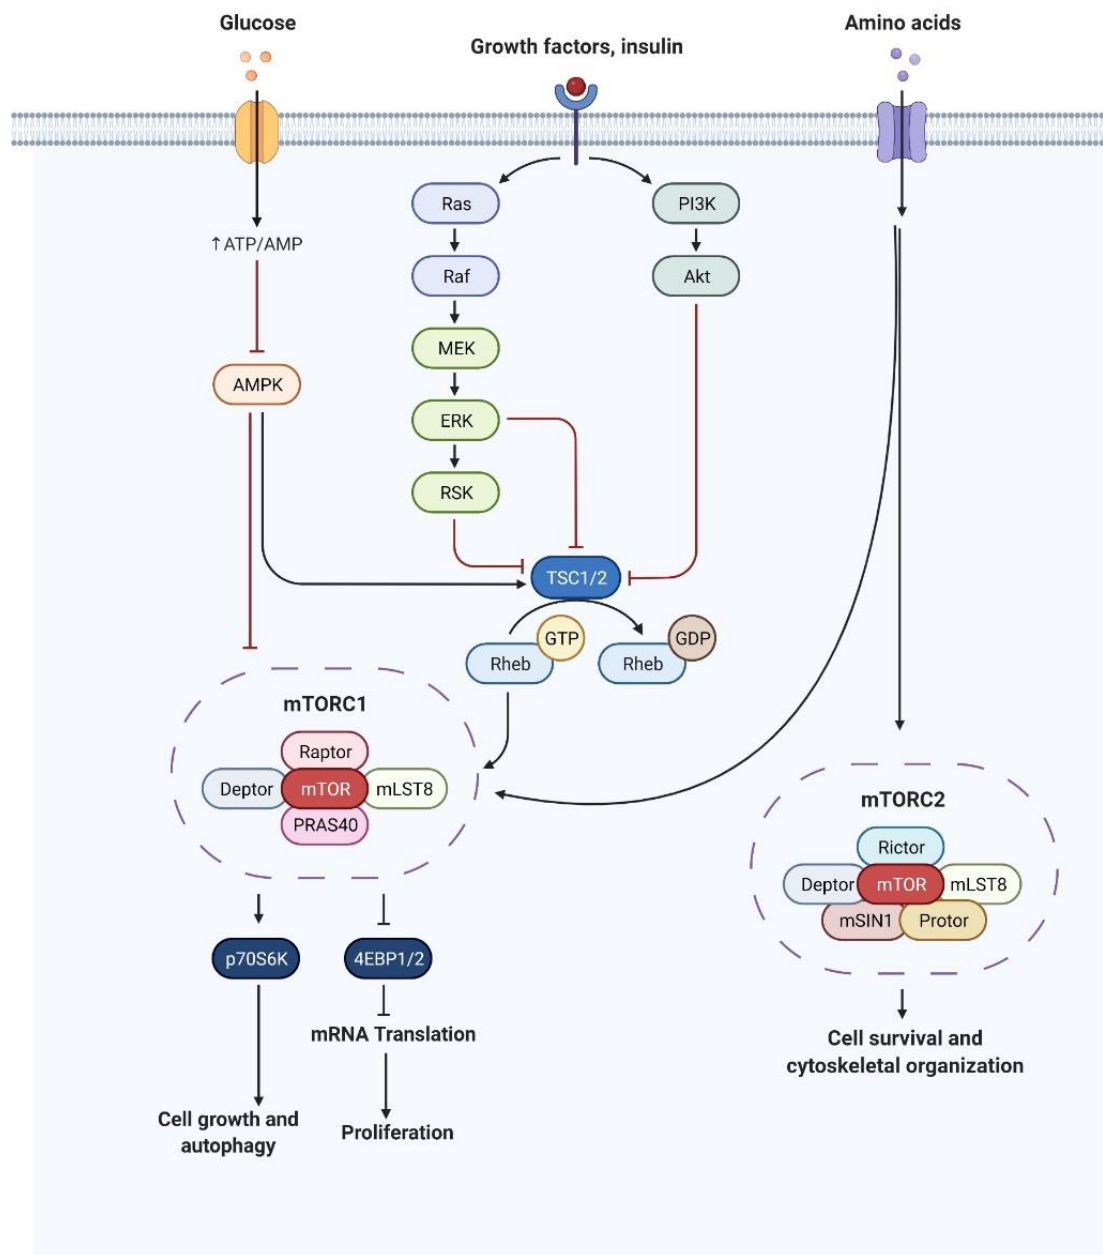 Glucose
Growth factors, insulin
Amino acids
Ras
PI3K
↑ATP/AMP
Raf
Akt
MEK
AMPK
ERK
RSK
TSC1/2
GTP
GDP
Rheb
Rheb
mTORC1
Raptor
Deptor
mTOR
mLST8
PRAS40
mTORC2
Rictor
Deptor
mTOR
mLST8
mSIN1
Protor
p70S6K
4EBP1/2
mRNA Translation
Cell survival and
cytoskeletal organization
Cell growth and
autophagy
Proliferation